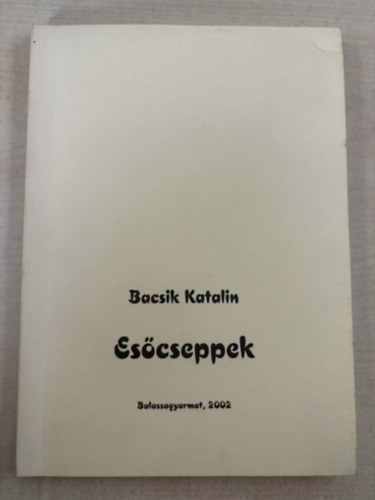 Bacsik Katalin
Esőcseppek
Balassagyarmat, 2002